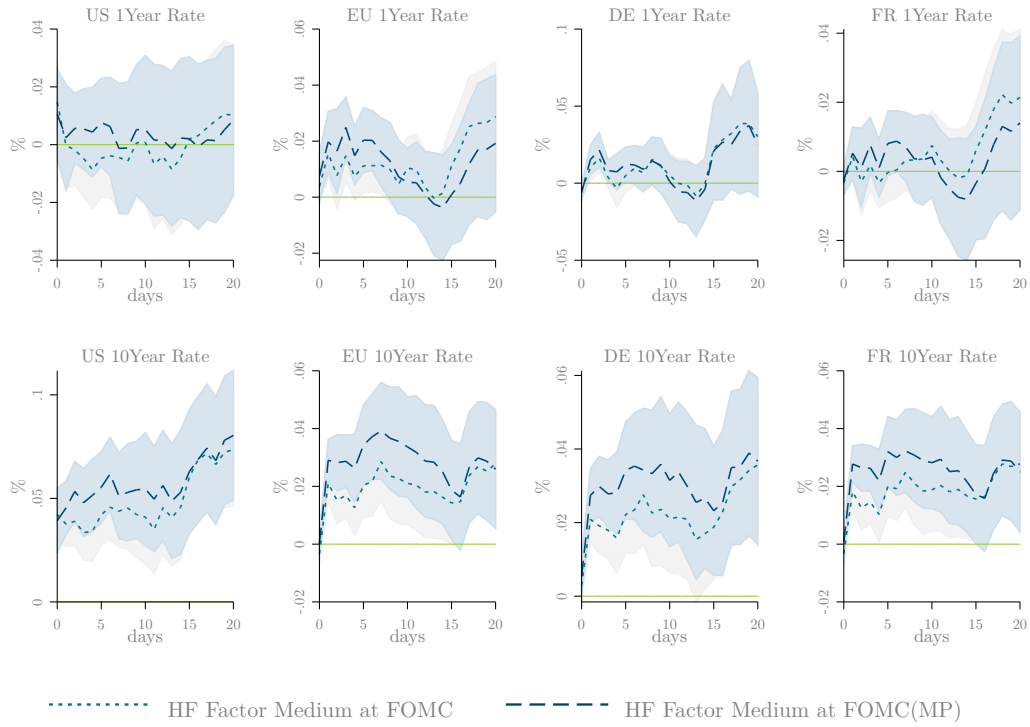 US 1Year Rate
%
.04
.02
0
-.02
-.04
0 5 10 15 20
days
EU 1Year Rate
%
.06
.04
.02
0
-.02
0 5 10 15 20
days
DE 1Year Rate
%
.1
.05
0
-.05
0 5 10 15 20
days
FR 1Year Rate
%
.04
.02
0
-.02
0 5 10 15 20
days
US 10Year Rate
%
.1
.05
0
0 5 10 15 20
days
EU 10Year Rate
%
.06
.04
.02
0
-.02
0 5 10 15 20
days
DE 10Year Rate
%
.06
.04
.02
0
0 5 10 15 20
days
FR 10Year Rate
%
.06
.04
.02
0
-.02
0 5 10 15 20
days
HF Factor Medium at FOMC HF Factor Medium at FOMC(MP)